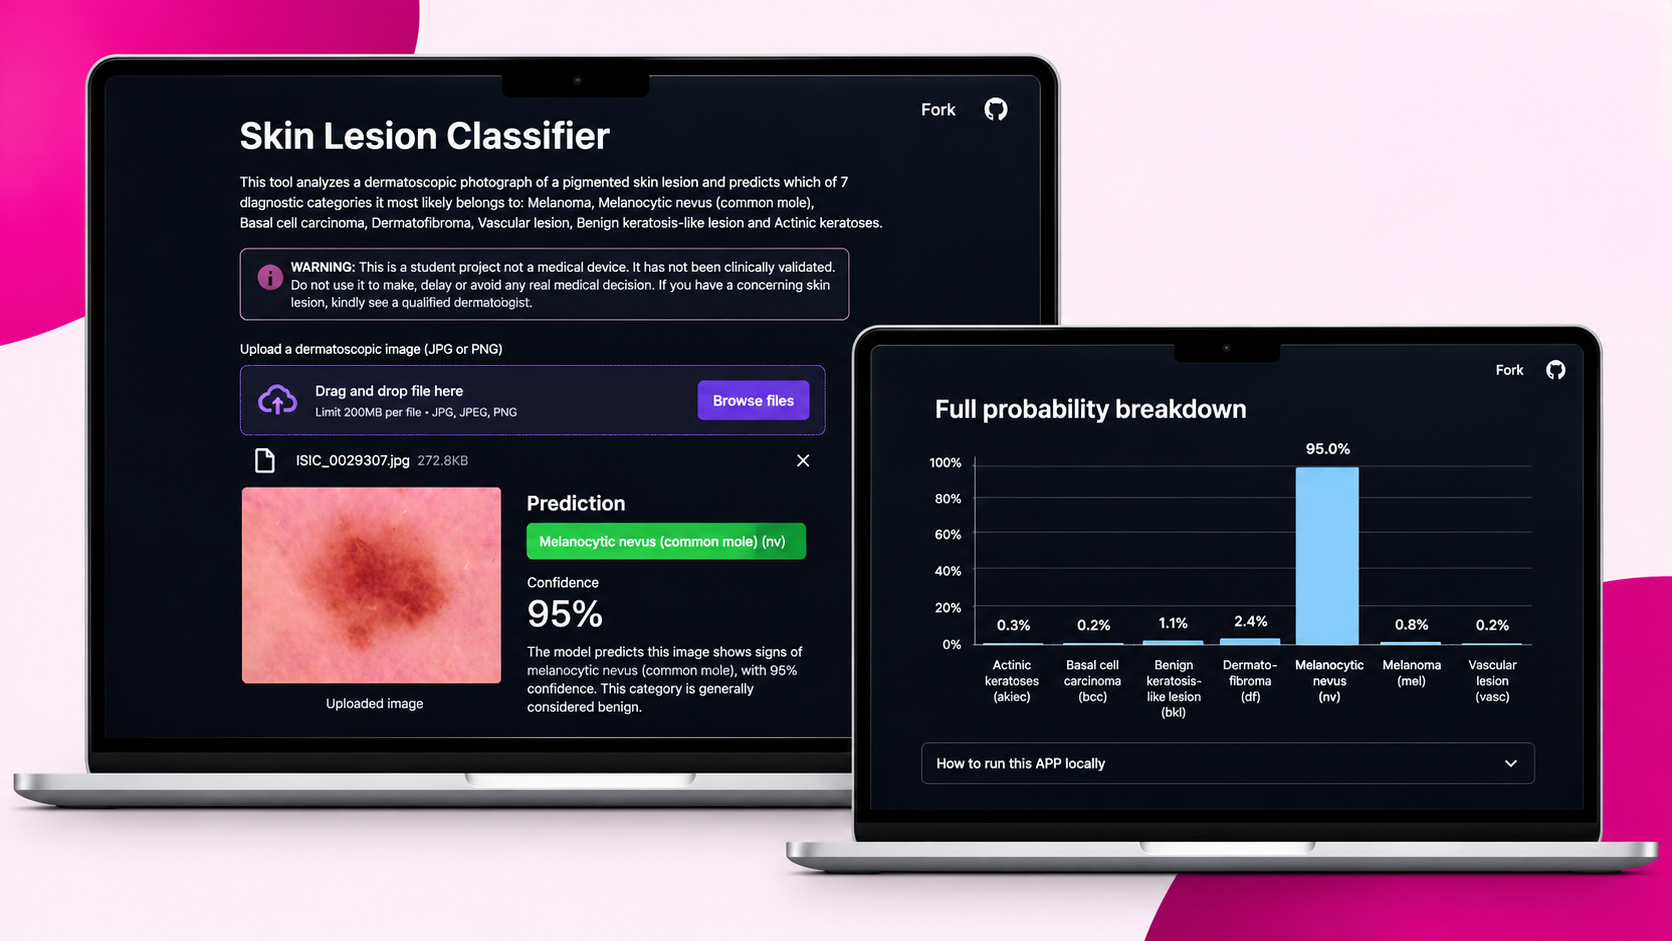 Fork
Skin Lesion Classifier
This tool analyzes a dermatoscopic photograph of a pigmented skin lesion and predicts which of 7
dlagnostic categories it most likely belongs to: Melanoma, Melanocytic nevus (common mole),
Basal cell carcinoma, Dermatofibroma, Vascular lesion, Benign keratosis-like lesion and Actinic keratoses.
WARNING: This is a student project not a medical device. It has not been clinically validated.
Do not use it to make, delay or avoid any real medical decision. If you have a concerning skin
lesion, kindly see a qualified dermatologist.
Upload a dermatoscopic image (JPG or PNG)
Drag and drop file here
Limit 200MB per file • JPG, JPEG, PNG
Browse files
ISIC_0029307.jpg 272.8KB
Uploaded image
Prediction
Melanocytic nevus (common mole) (nv)
Confidence
95%
The model predicts this image shows signs of
melanocytic nevus (common mole), with 95%
confidence. This category is generally
considered benign.
Fork
Full probability breakdown
100%
80%
60%
40%
20%
0%
0.3%
0.2%
1.1%
2.4%
95.0%
0.8%
0.2%
Actinic
keratoses
(akiec)
Basal cell
carcinoma
(bcc)
Benign
keratosis-
like lesion
(bkl)
Dermato-
fibroma
(df)
Melanocytic
nevus
(nv)
Melanoma
(mel)
Vascular
lesion
(vasc)
How to run this APP locally